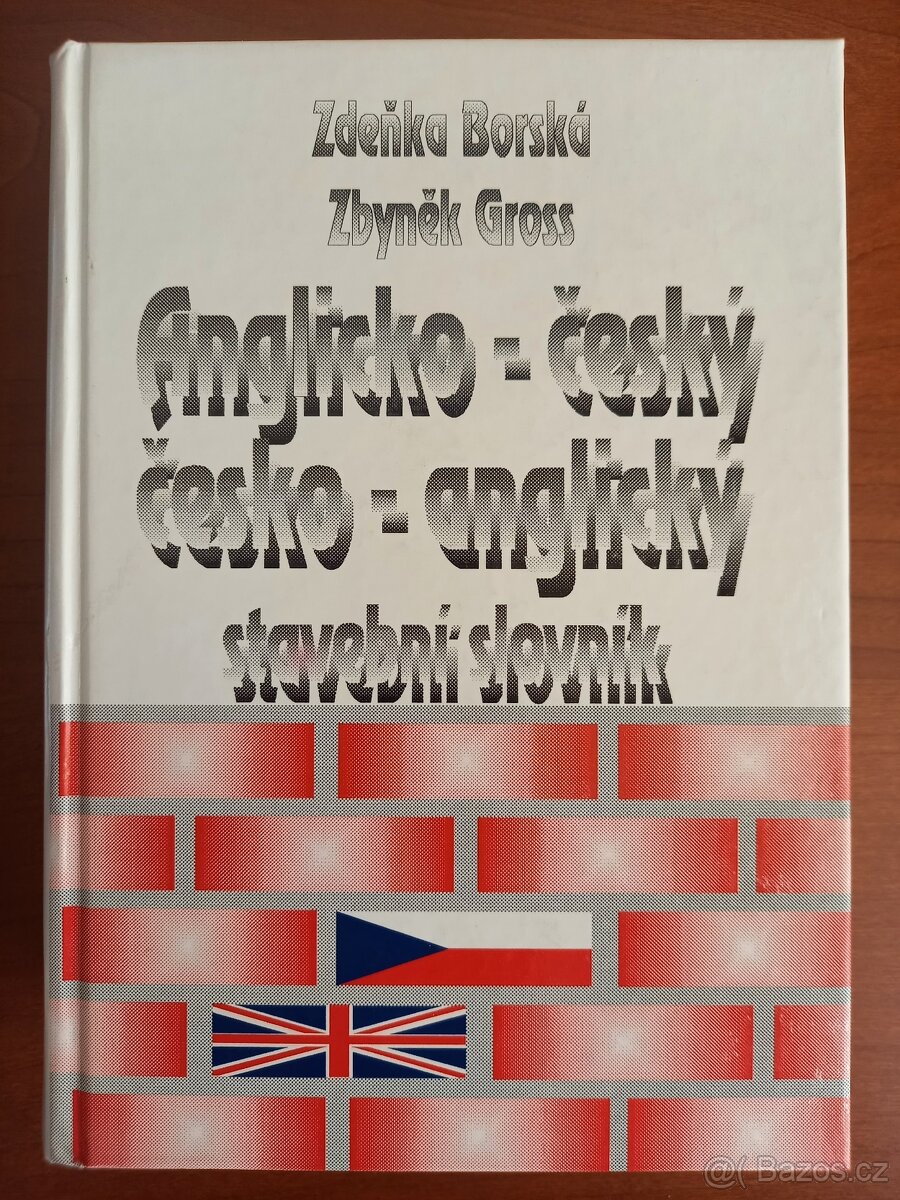 Zdeňka Borská
Zbyněk Gross
Anglicko - český
česko - anglický
stavební slovník
@( Bazos.cz